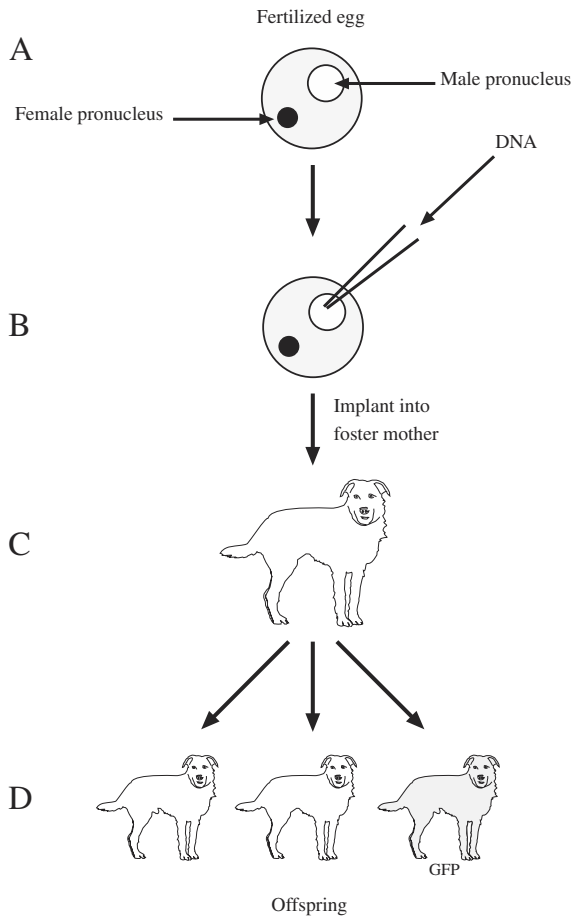 Fertilized egg
A
Male pronucleus
Female pronucleus
DNA
B
Implant into
foster mother
C
D
GFP
Offspring